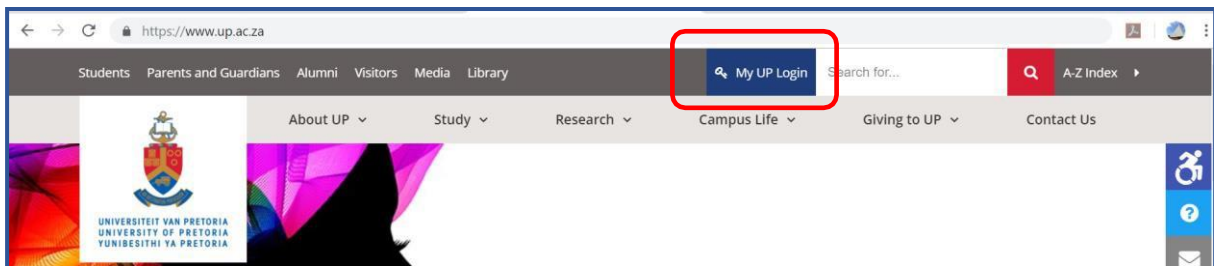 https://www.up.ac.za
Students Parents and Guardians Alumni Visitors Media Library My UP Login Search for... A-Z Index
About UP Study Research Campus Life Giving to UP Contact Us
UNIVERSITEIT VAN PRETORIA
UNIVERSITY OF PRETORIA
YUNIBESITHI YA PRETORIA